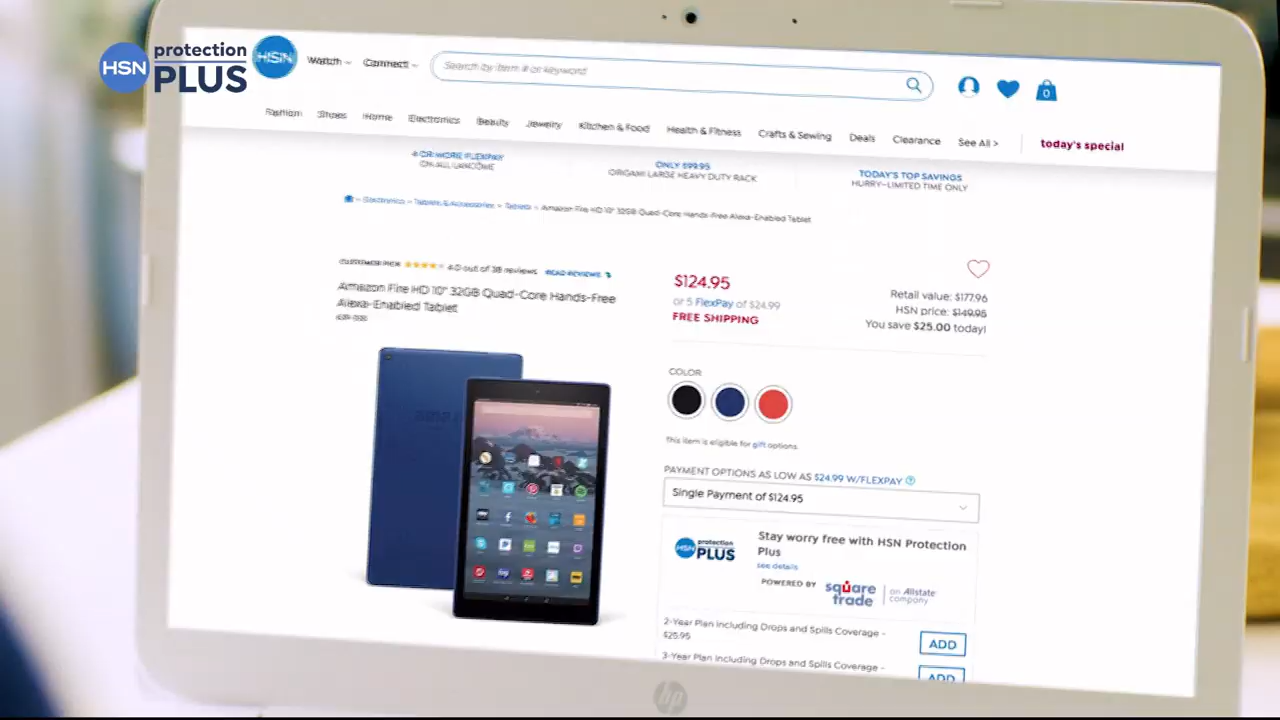 HSN protection PLUS
HSN
Watch
Connect
Search by item # or keyword
0
Fashion
Shoes
Home
Electronics
Beauty
Jewelry
Kitchen & Food
Health & Fitness
Crafts & Sewing
Deals
Clearance
See All >
today's special
OR MORE FLEXPAY
ON ALL LANCOME
ONLY $99.95
ORIGAMI LARGE HEAVY DUTY RACK
TODAY'S TOP SAVINGS
HURRY–LIMITED TIME ONLY
Electronics
Tablets & Accessories
Tablets
Amazon Fire HD 10" 32GB Quad-Core Hands-Free Alexa-Enabled Tablet
CUSTOMER PICK
4.0 out of 38 reviews
READ REVIEWS
Amazon Fire HD 10" 32GB Quad-Core Hands-Free
Alexa-Enabled Tablet
$124.95
or 5 FlexPay of $24.99
FREE SHIPPING
Retail value: $177.96
HSN price: $149.95
You save $25.00 today!
COLOR
This item is eligible for gift options.
PAYMENT OPTIONS AS LOW AS $24.99 W/FLEXPAY ?
Single Payment of $124.95
HSN protection PLUS
Stay worry free with HSN Protection
Plus
see details
POWERED BY
square trade
an Allstate company
2-Year Plan Including Drops and Spills Coverage -
$25.95
ADD
3-Year Plan Including Drops and Spills Coverage -
ADD
hp